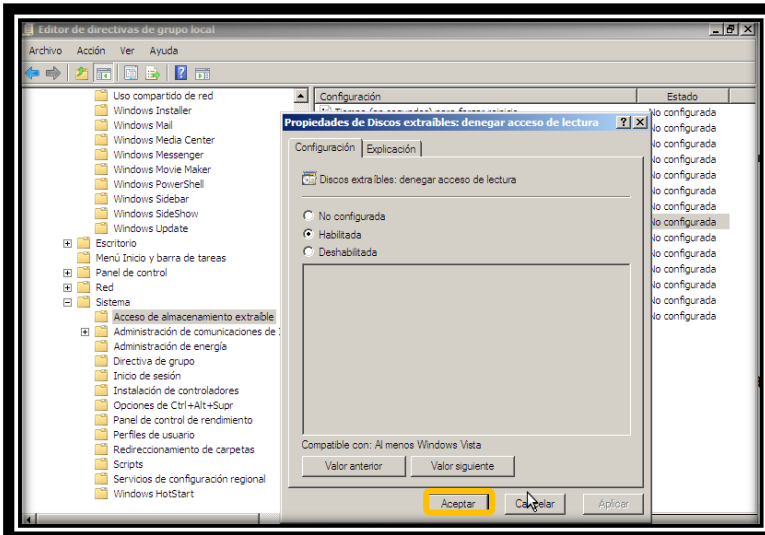 Editor de directivas de grupo local
Archivo Acción Ver Ayuda
Uso compartido de red
Windows Installer
Windows Mail
Windows Media Center
Windows Messenger
Windows Movie Maker
Windows PowerShell
Windows Sidebar
Windows SideShow
Windows Update
Escritorio
Menú Inicio y barra de tareas
Panel de control
Red
Sistema
Acceso de almacenamiento extraíble
Administración de comunicaciones de
Administración de energía
Directiva de grupo
Inicio de sesión
Instalación de controladores
Opciones de Ctrl+Alt+Supr
Panel de control de rendimiento
Perfiles de usuario
Redireccionamiento de carpetas
Scripts
Servicios de configuración regional
Windows HotStart
Configuración Estado
Tiempo (en segundos) para forzar reinicio
No configurada
No configurada
No configurada
No configurada
No configurada
No configurada
No configurada
No configurada
No configurada
No configurada
No configurada
No configurada
No configurada
No configurada
Propiedades de Discos extraíbles: denegar acceso de lectura
Configuración Explicación
Discos extraíbles: denegar acceso de lectura
No configurada
Habilitada
Deshabilitada
Compatible con: Al menos Windows Vista
Valor anterior Valor siguiente
Aceptar Cancelar Aplicar